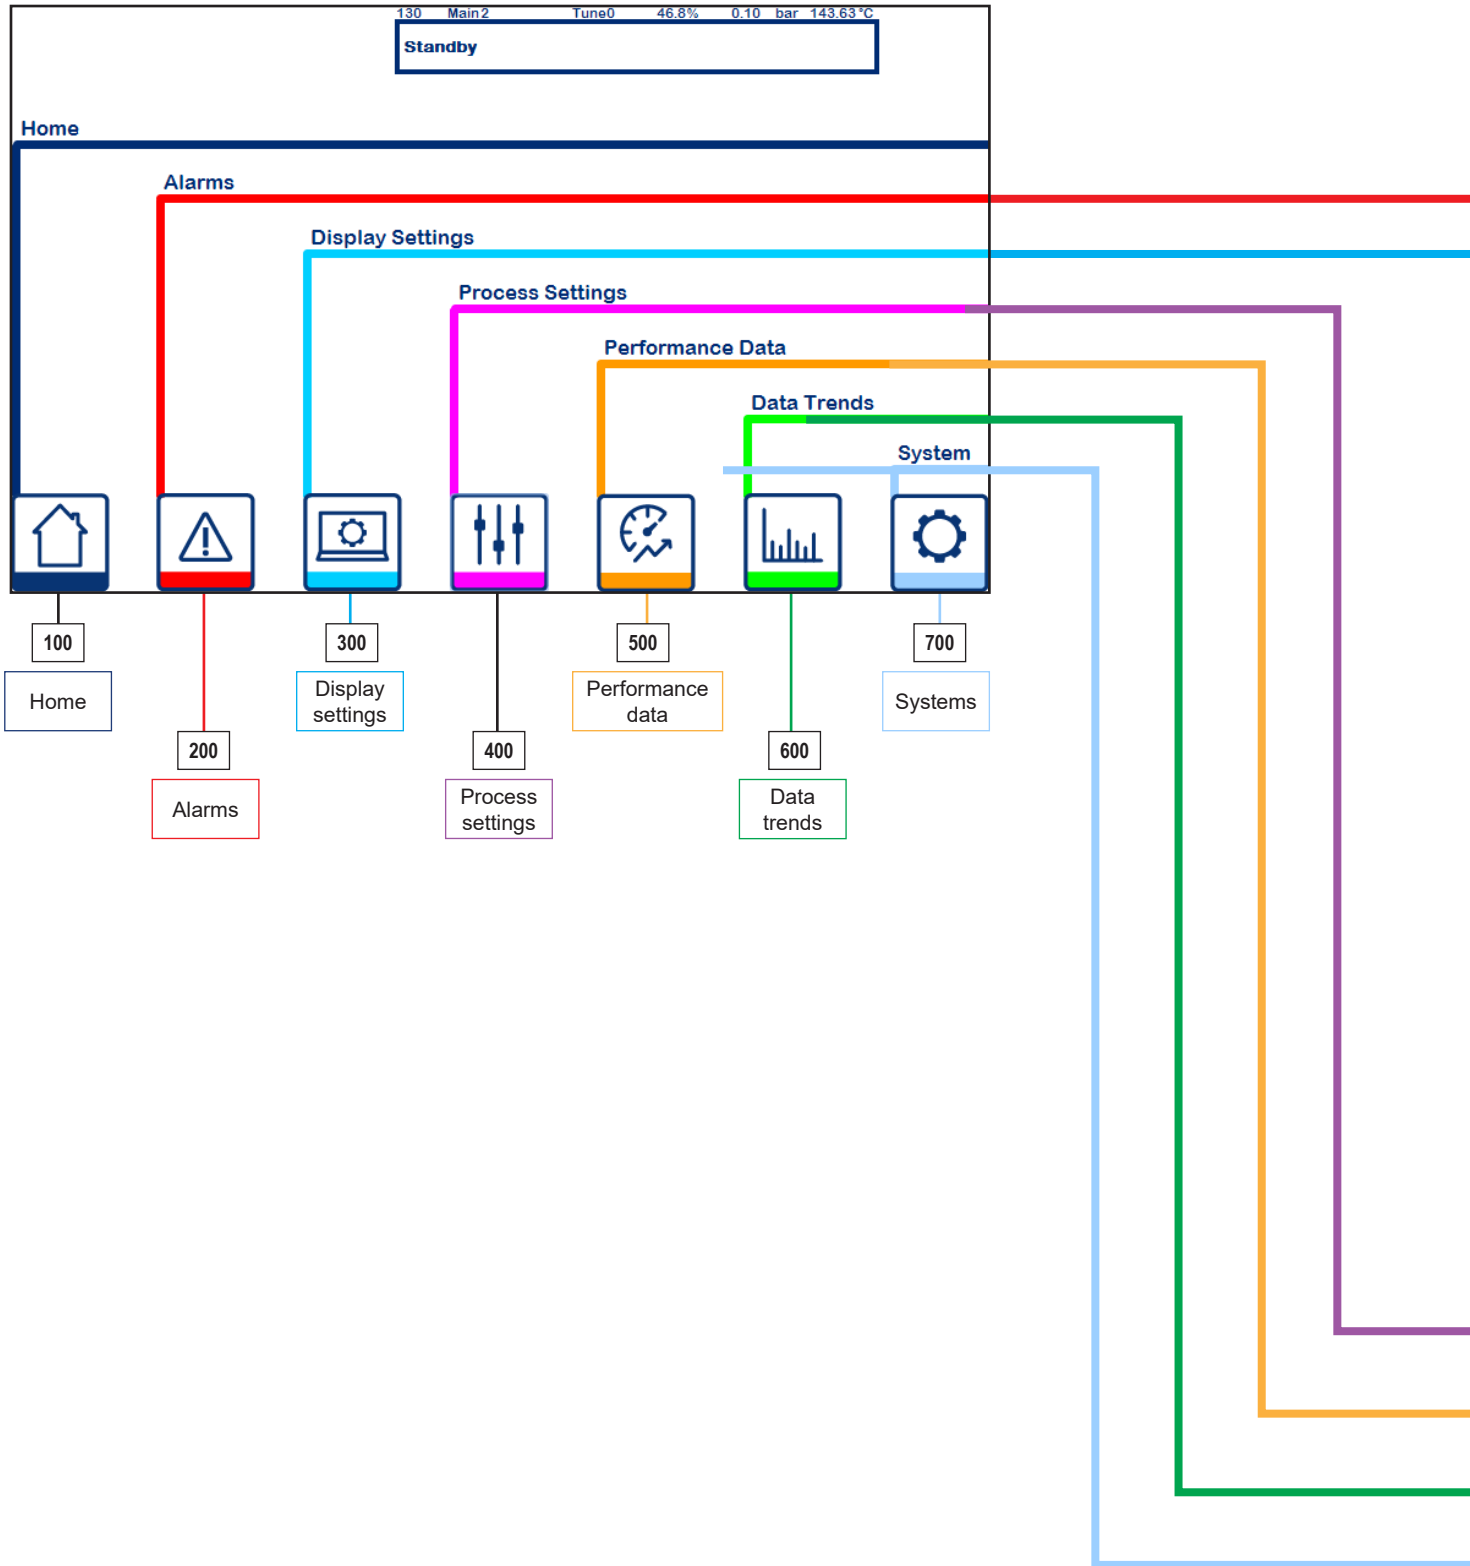 130 Main2 Tune0 46.8% 0.10 bar 143.63°C
Standby
Home
Alarms
Display Settings
Process Settings
Performance Data
Data Trends
System
100
300
500
700
Home
Display
settings
Performance
data
Systems
200
400
600
Alarms
Process
settings
Data
trends